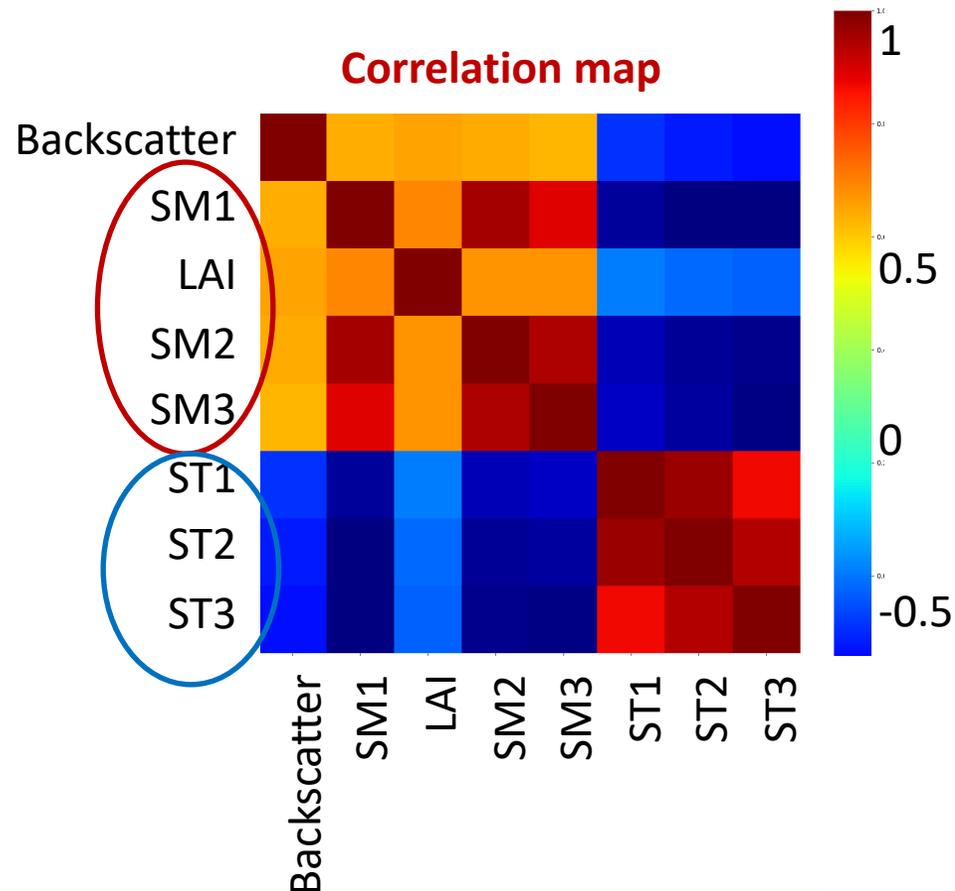 Correlation map
Backscatter
SM1
LAI
SM2
SM3
ST1
ST2
ST3
1
0.5
0
-0.5
Backscatter
SM1
LAI
SM2
SM3
ST1
ST2
ST3